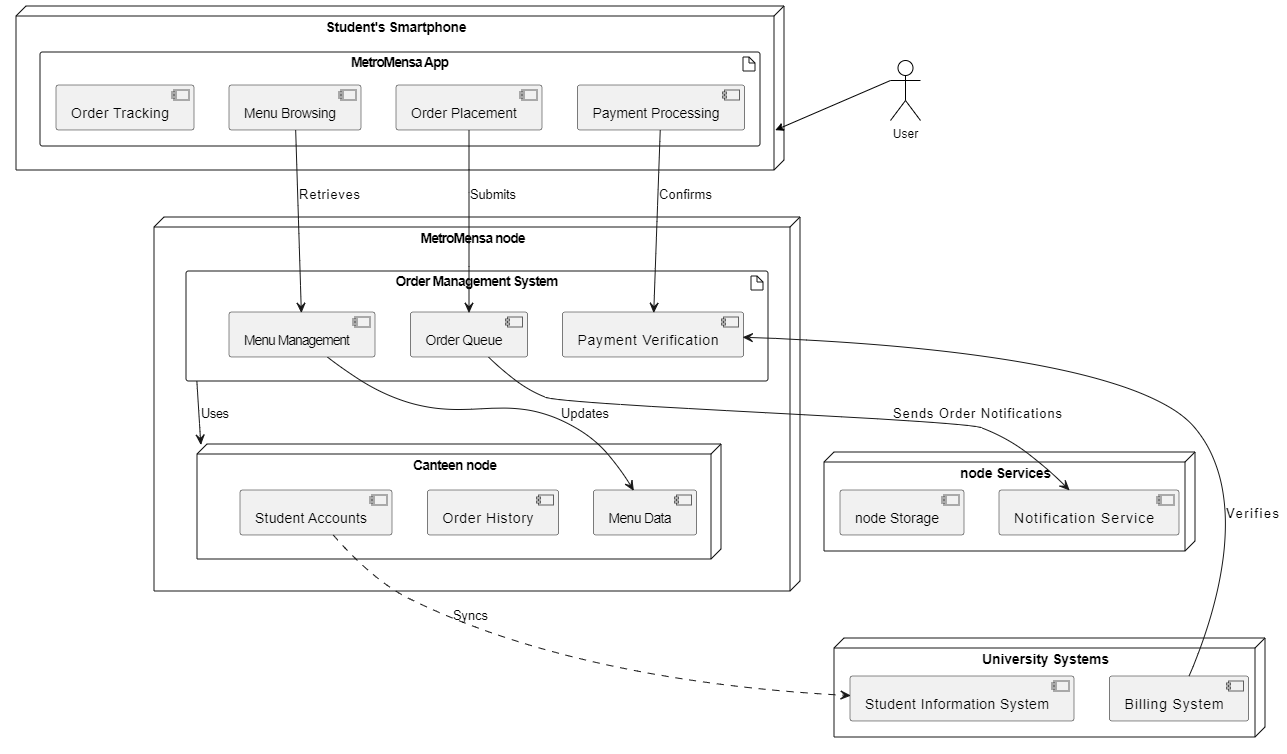 Student's Smartphone
MetroMensa App
Order Tracking
Menu Browsing
Order Placement
Payment Processing
User
Retrieves
Submits
Confirms
MetroMensa node
Order Management System
Menu Management
Order Queue
Payment Verification
Uses
Updates
Sends Order Notifications
Canteen node
Student Accounts
Order History
Menu Data
node Services
node Storage
Notification Service
Verifies
Syncs
University Systems
Student Information System
Billing System